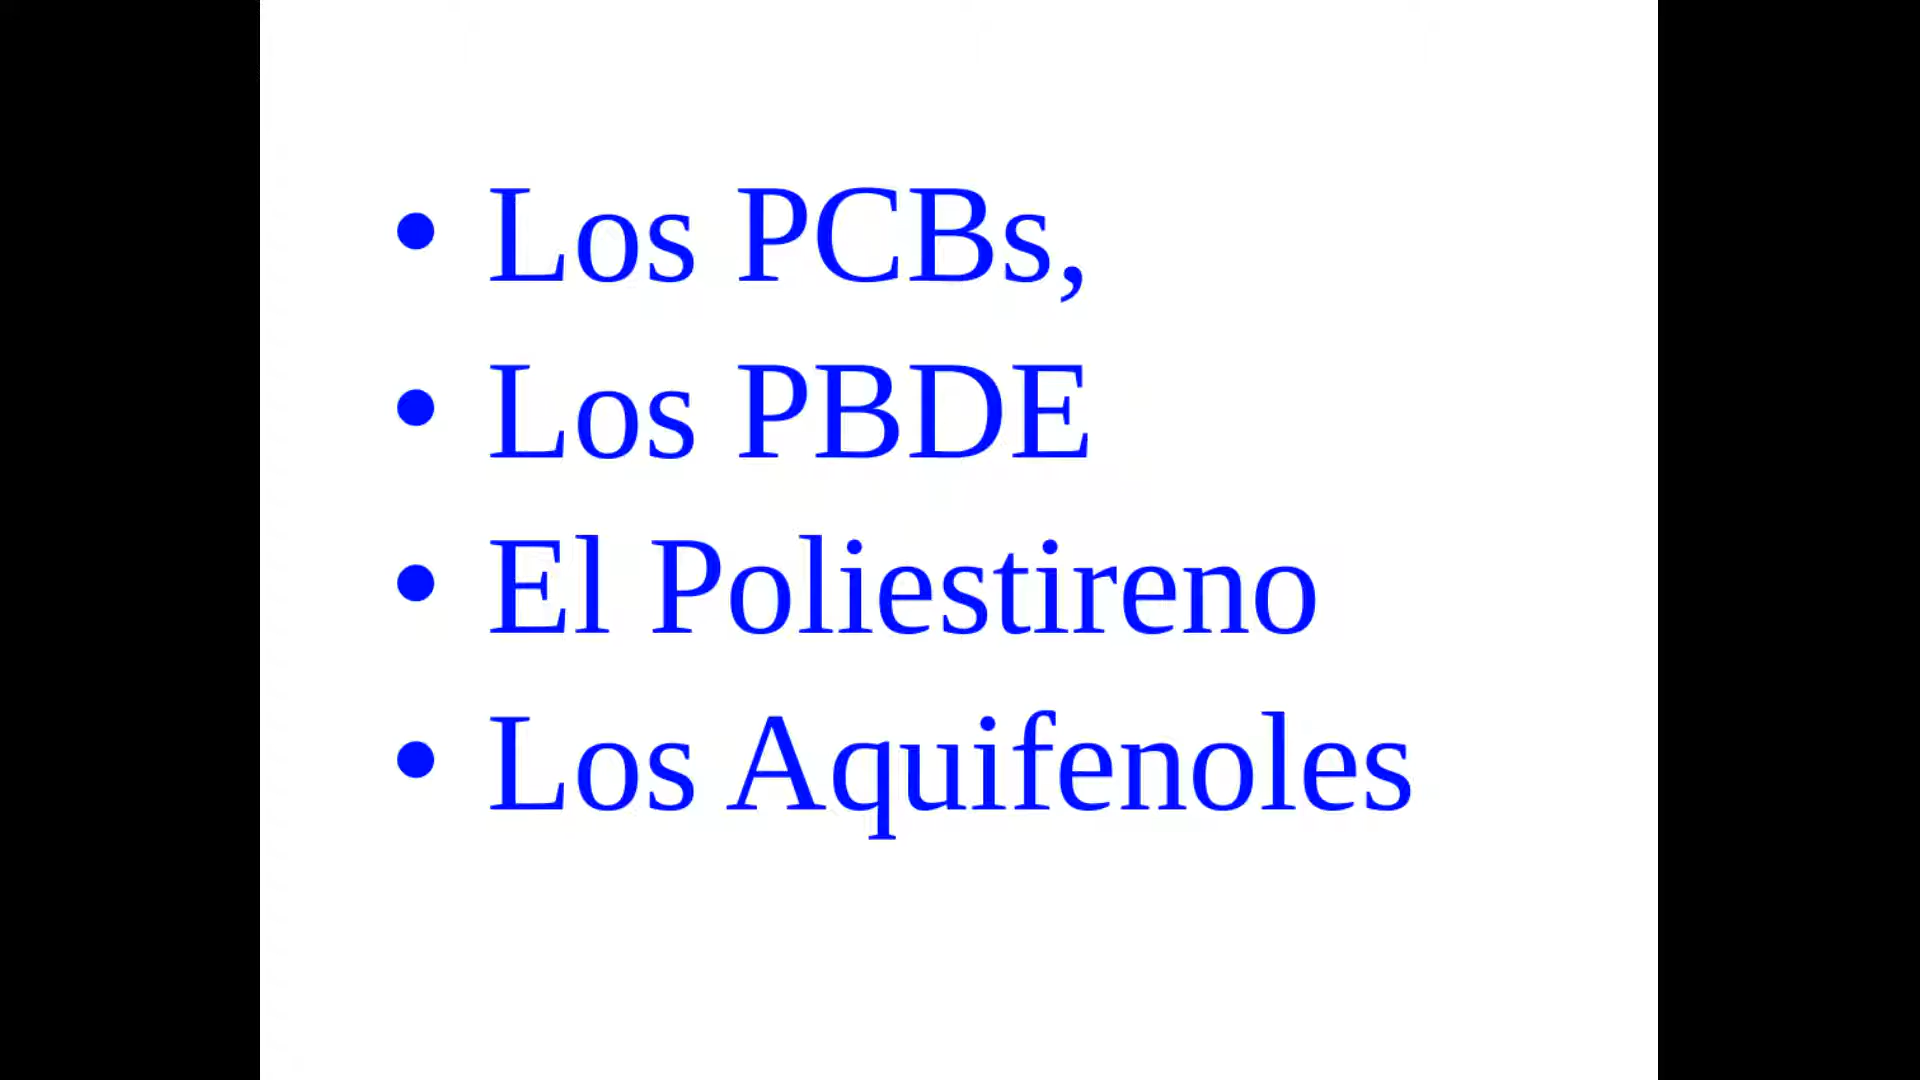 • Los PCBs,
• Los PBDE
• El Poliestireno
• Los Aquifenoles